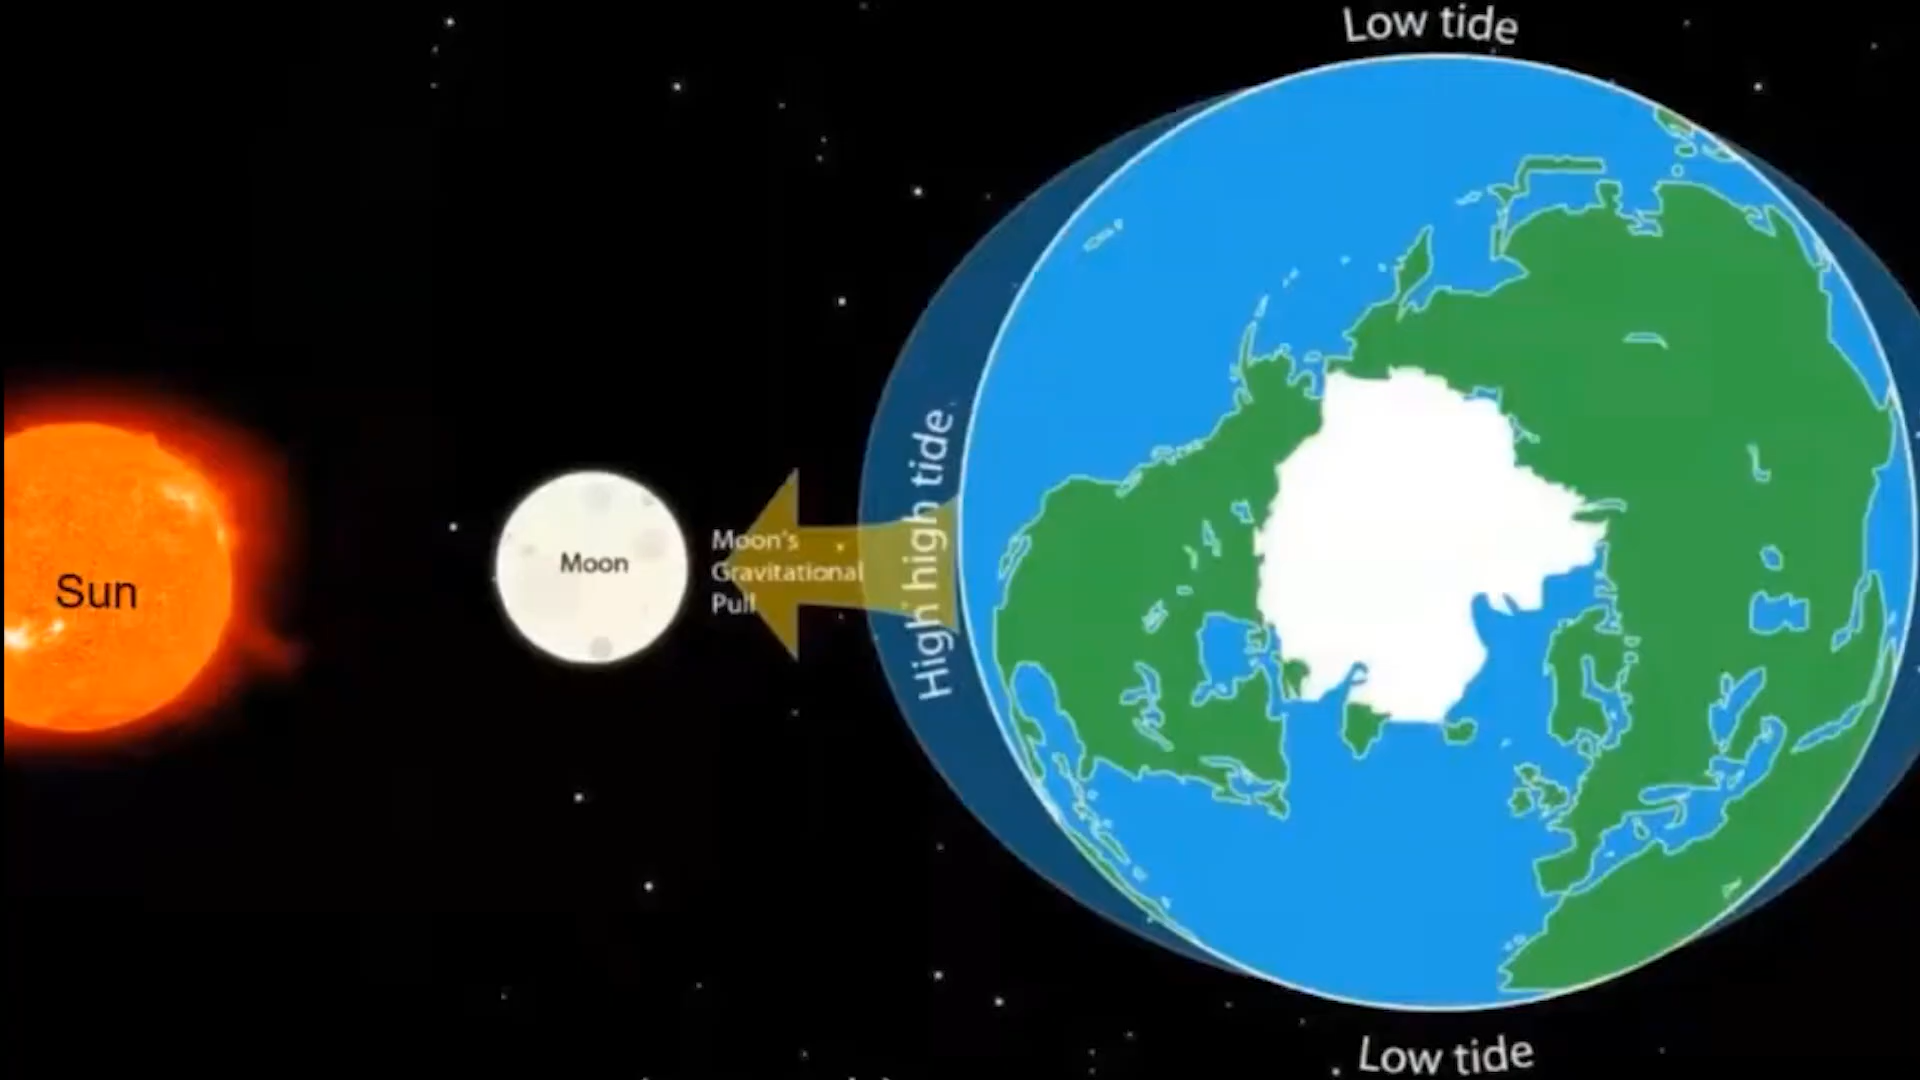 Low tide
Sun
Moon
Moon's
Gravitational
Pull
High high tide
Low tide